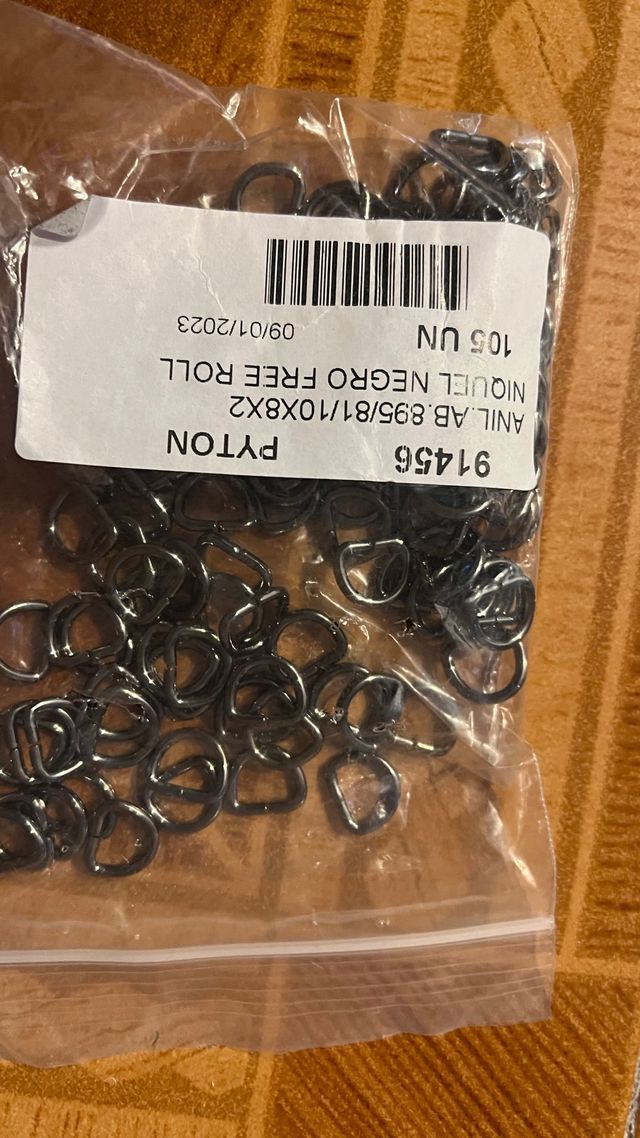 91456 PYTON
ANIL.AB.895/81/10X8X2
NIQUEL NEGRO FREE ROLL
105 UN 09/01/2023